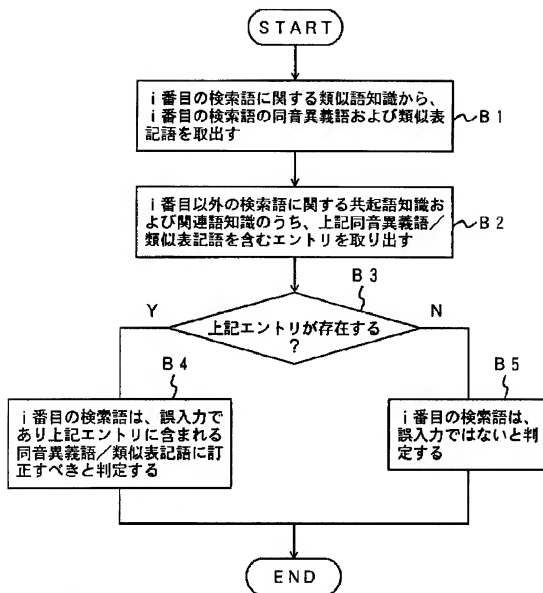 START
i番目の検索語に関する類似語知識から、
i番目の検索語の同音異義語および類似表
記語を取出す
B1
i番目以外の検索語に関する共起語知識お
よび関連語知識のうち、上記同音異義語/
類似表記語を含むエントリを取り出す
B2
B3
上記エントリが存在する
?
Y
N
B4
i番目の検索語は、誤入力で
あり上記エントリに含まれる
同音異義語/類似表記語に訂
正すべきと判定する
B5
i番目の検索語は、
誤入力ではないと判
定する
END